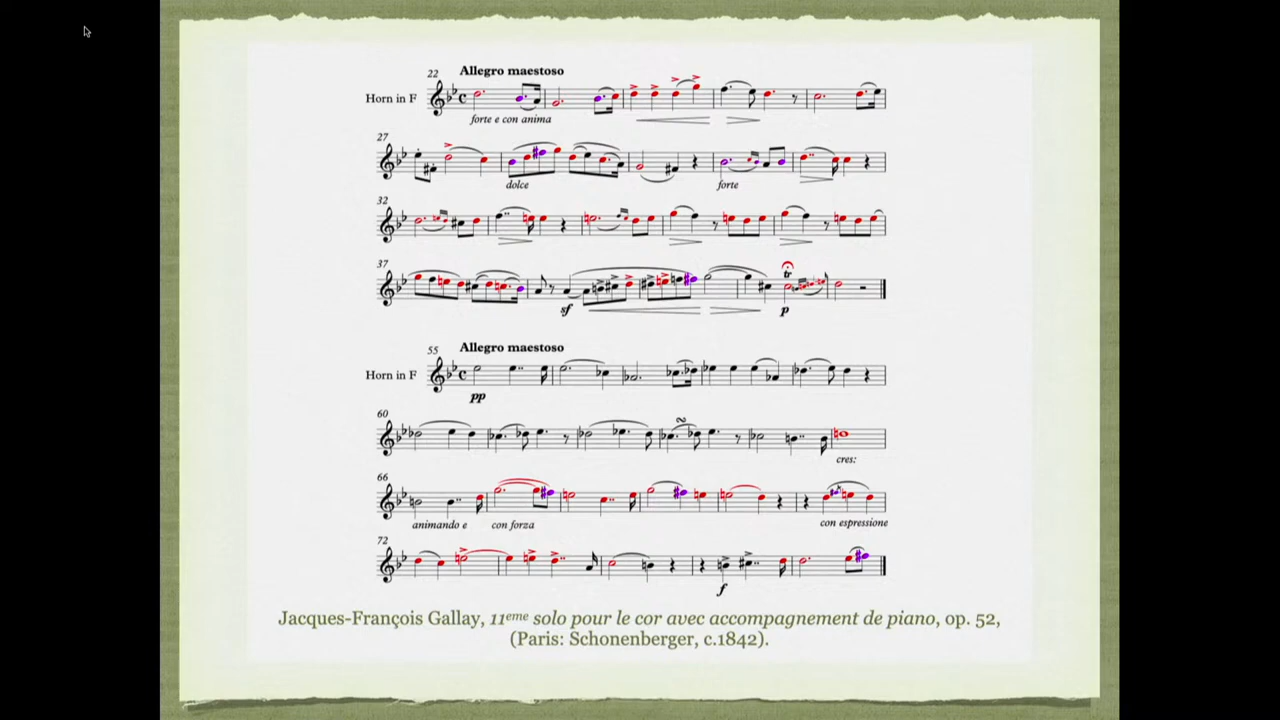 22 Allegro maestoso
Horn in F
forte e con anima
27
dolce forte
32
37
tr
sf p
55 Allegro maestoso
Horn in F
pp
60
cres:
66
animando e con forza con espressione
72
f
Jacques-François Gallay, 11eme solo pour le cor avec accompagnement de piano, op. 52,
(Paris: Schonenberger, c.1842).